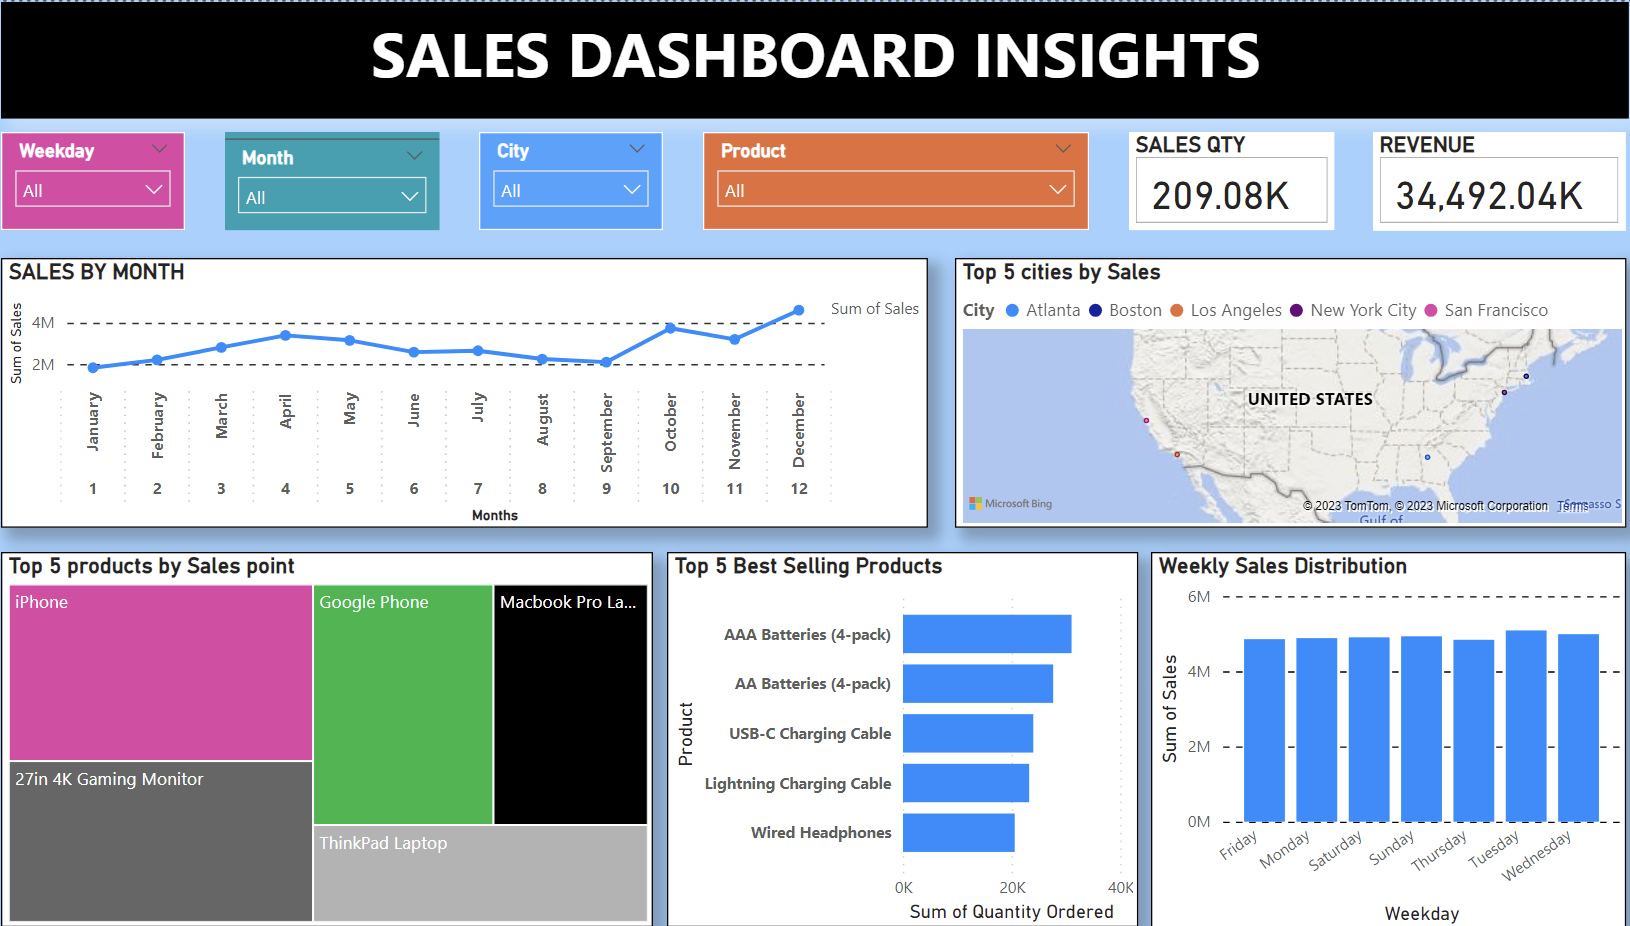 SALES DASHBOARD INSIGHTS
Weekday
All
Month
All
City
All
Product
All
SALES QTY
209.08K
REVENUE
34,492.04K
SALES BY MONTH
Sum of Sales
4M
2M
Sum of Sales
January
February
March
April
May
June
July
August
September
October
November
December
1 2 3 4 5 6 7 8 9 10 11 12
Months
Top 5 cities by Sales
City Atlanta Boston Los Angeles New York City San Francisco
UNITED STATES
Microsoft Bing
© 2023 TomTom, © 2023 Microsoft Corporation Terms
Gulf of
Top 5 products by Sales point
iPhone
Google Phone
Macbook Pro La...
27in 4K Gaming Monitor
ThinkPad Laptop
Top 5 Best Selling Products
Product
AAA Batteries (4-pack)
AA Batteries (4-pack)
USB-C Charging Cable
Lightning Charging Cable
Wired Headphones
0K 20K 40K
Sum of Quantity Ordered
Weekly Sales Distribution
Sum of Sales
6M
4M
2M
0M
Friday
Monday
Saturday
Sunday
Thursday
Tuesday
Wednesday
Weekday